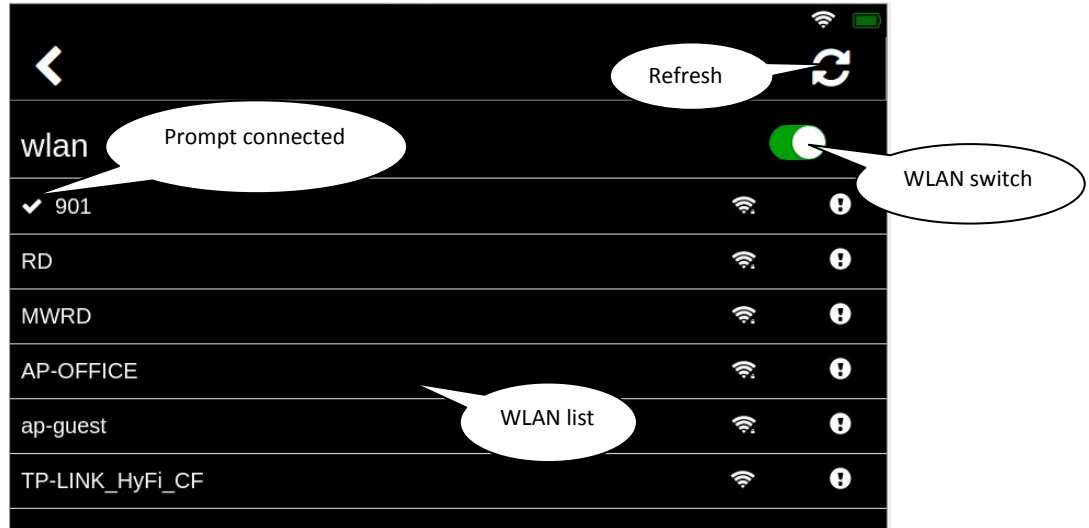 Refresh
wlan
Prompt connected
WLAN switch
901
RD
MWRD
AP-OFFICE
WLAN list
ap-guest
TP-LINK_HyFi_CF